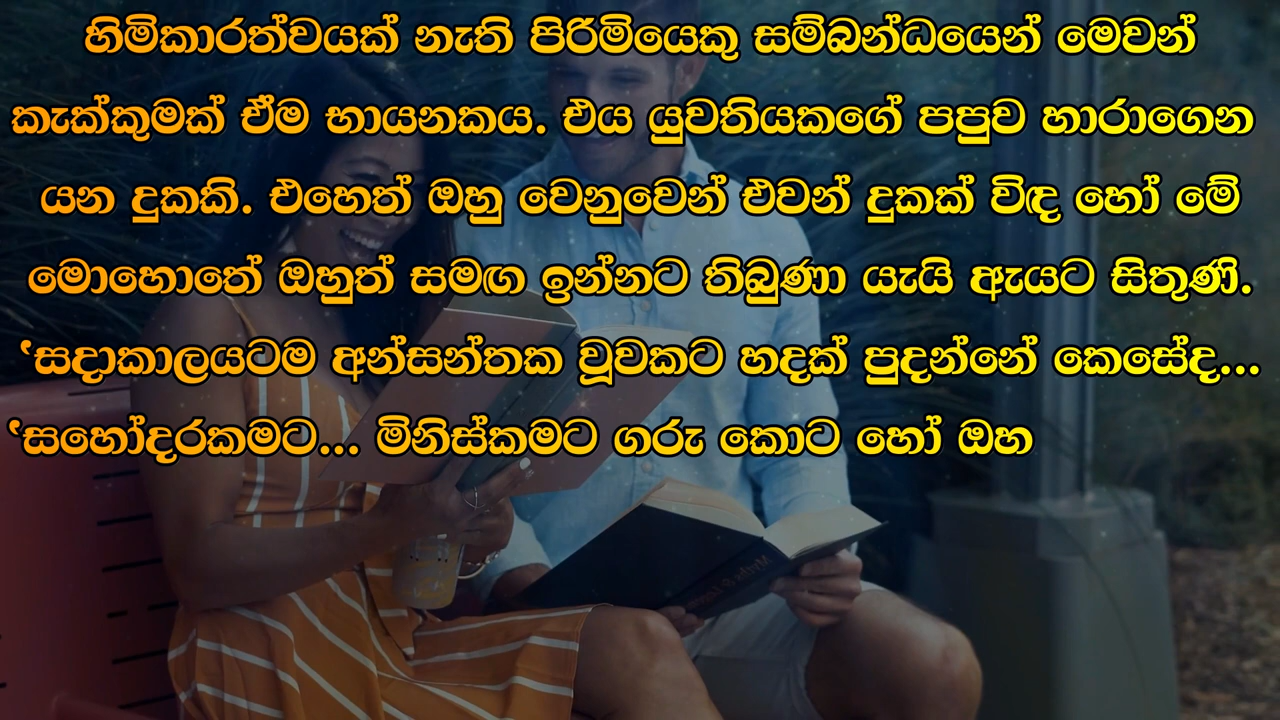 හිමිකාරත්වයක් නැති පිරිමියෙකු සම්බන්ධයෙන් මෙවන්
කැක්කුමක් ඒම භායනකය. එය යුවතියකගේ පපුව හාරාගෙන
යන දුකකි. එහෙත් ඔහු වෙනුවෙන් එවන් දුකක් විඳ හෝ මේ
මොහොතේ ඔහුත් සමඟ ඉන්නට තිබුණා යැයි ඇයට සිතුණි.
‛සදාකාලයටම අන්සන්තක වූවකට හදක් පුදන්නේ කෙසේද...
‛සහෝදරකමට... මිනිස්කමට ගරු කොට හෝ ඔහ